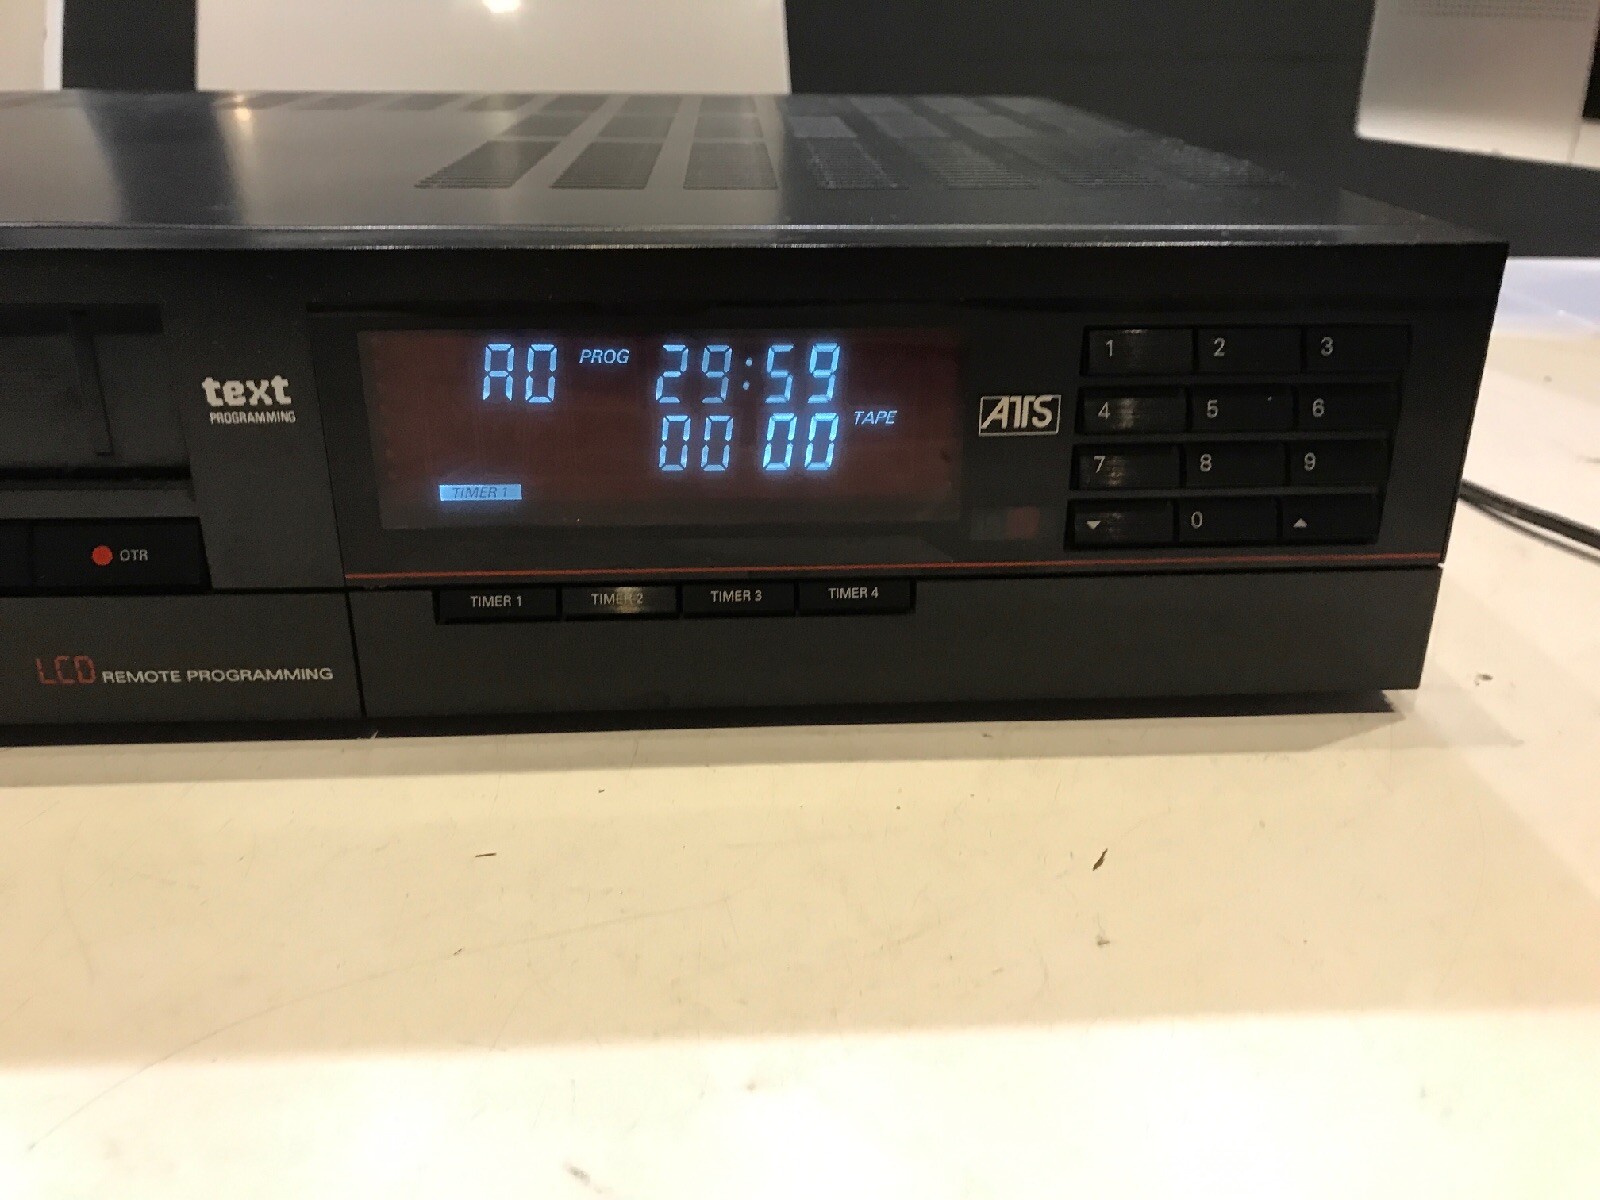 A0 PROG 29:59
00 00 TAPE
TIMER 1
text
PROGRAMMING
ATS
1 2 3
4 5 6
7 8 9
▼ 0 ▲
OTR
TIMER 1 TIMER 2 TIMER 3 TIMER 4
LCD REMOTE PROGRAMMING